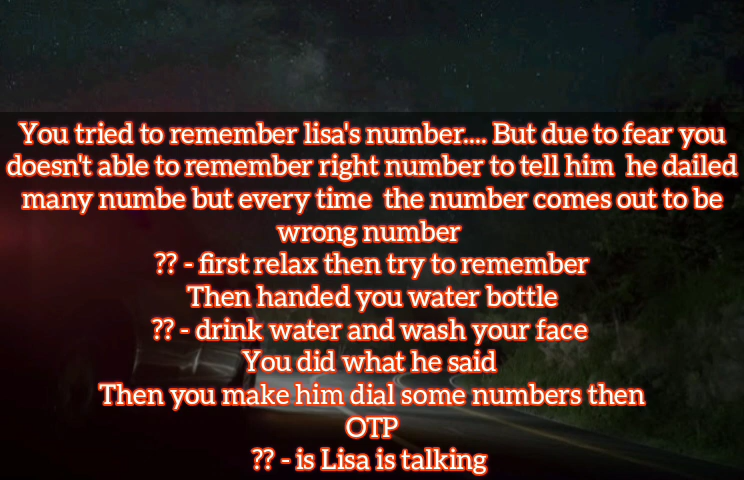 You tried to remember lisa's number.... But due to fear you
doesn't able to remember right number to tell him he dailed
many numbe but every time the number comes out to be
wrong number
?? - first relax then try to remember
Then handed you water bottle
?? - drink water and wash your face
You did what he said
Then you make him dial some numbers then
OTP
?? - is Lisa is talking